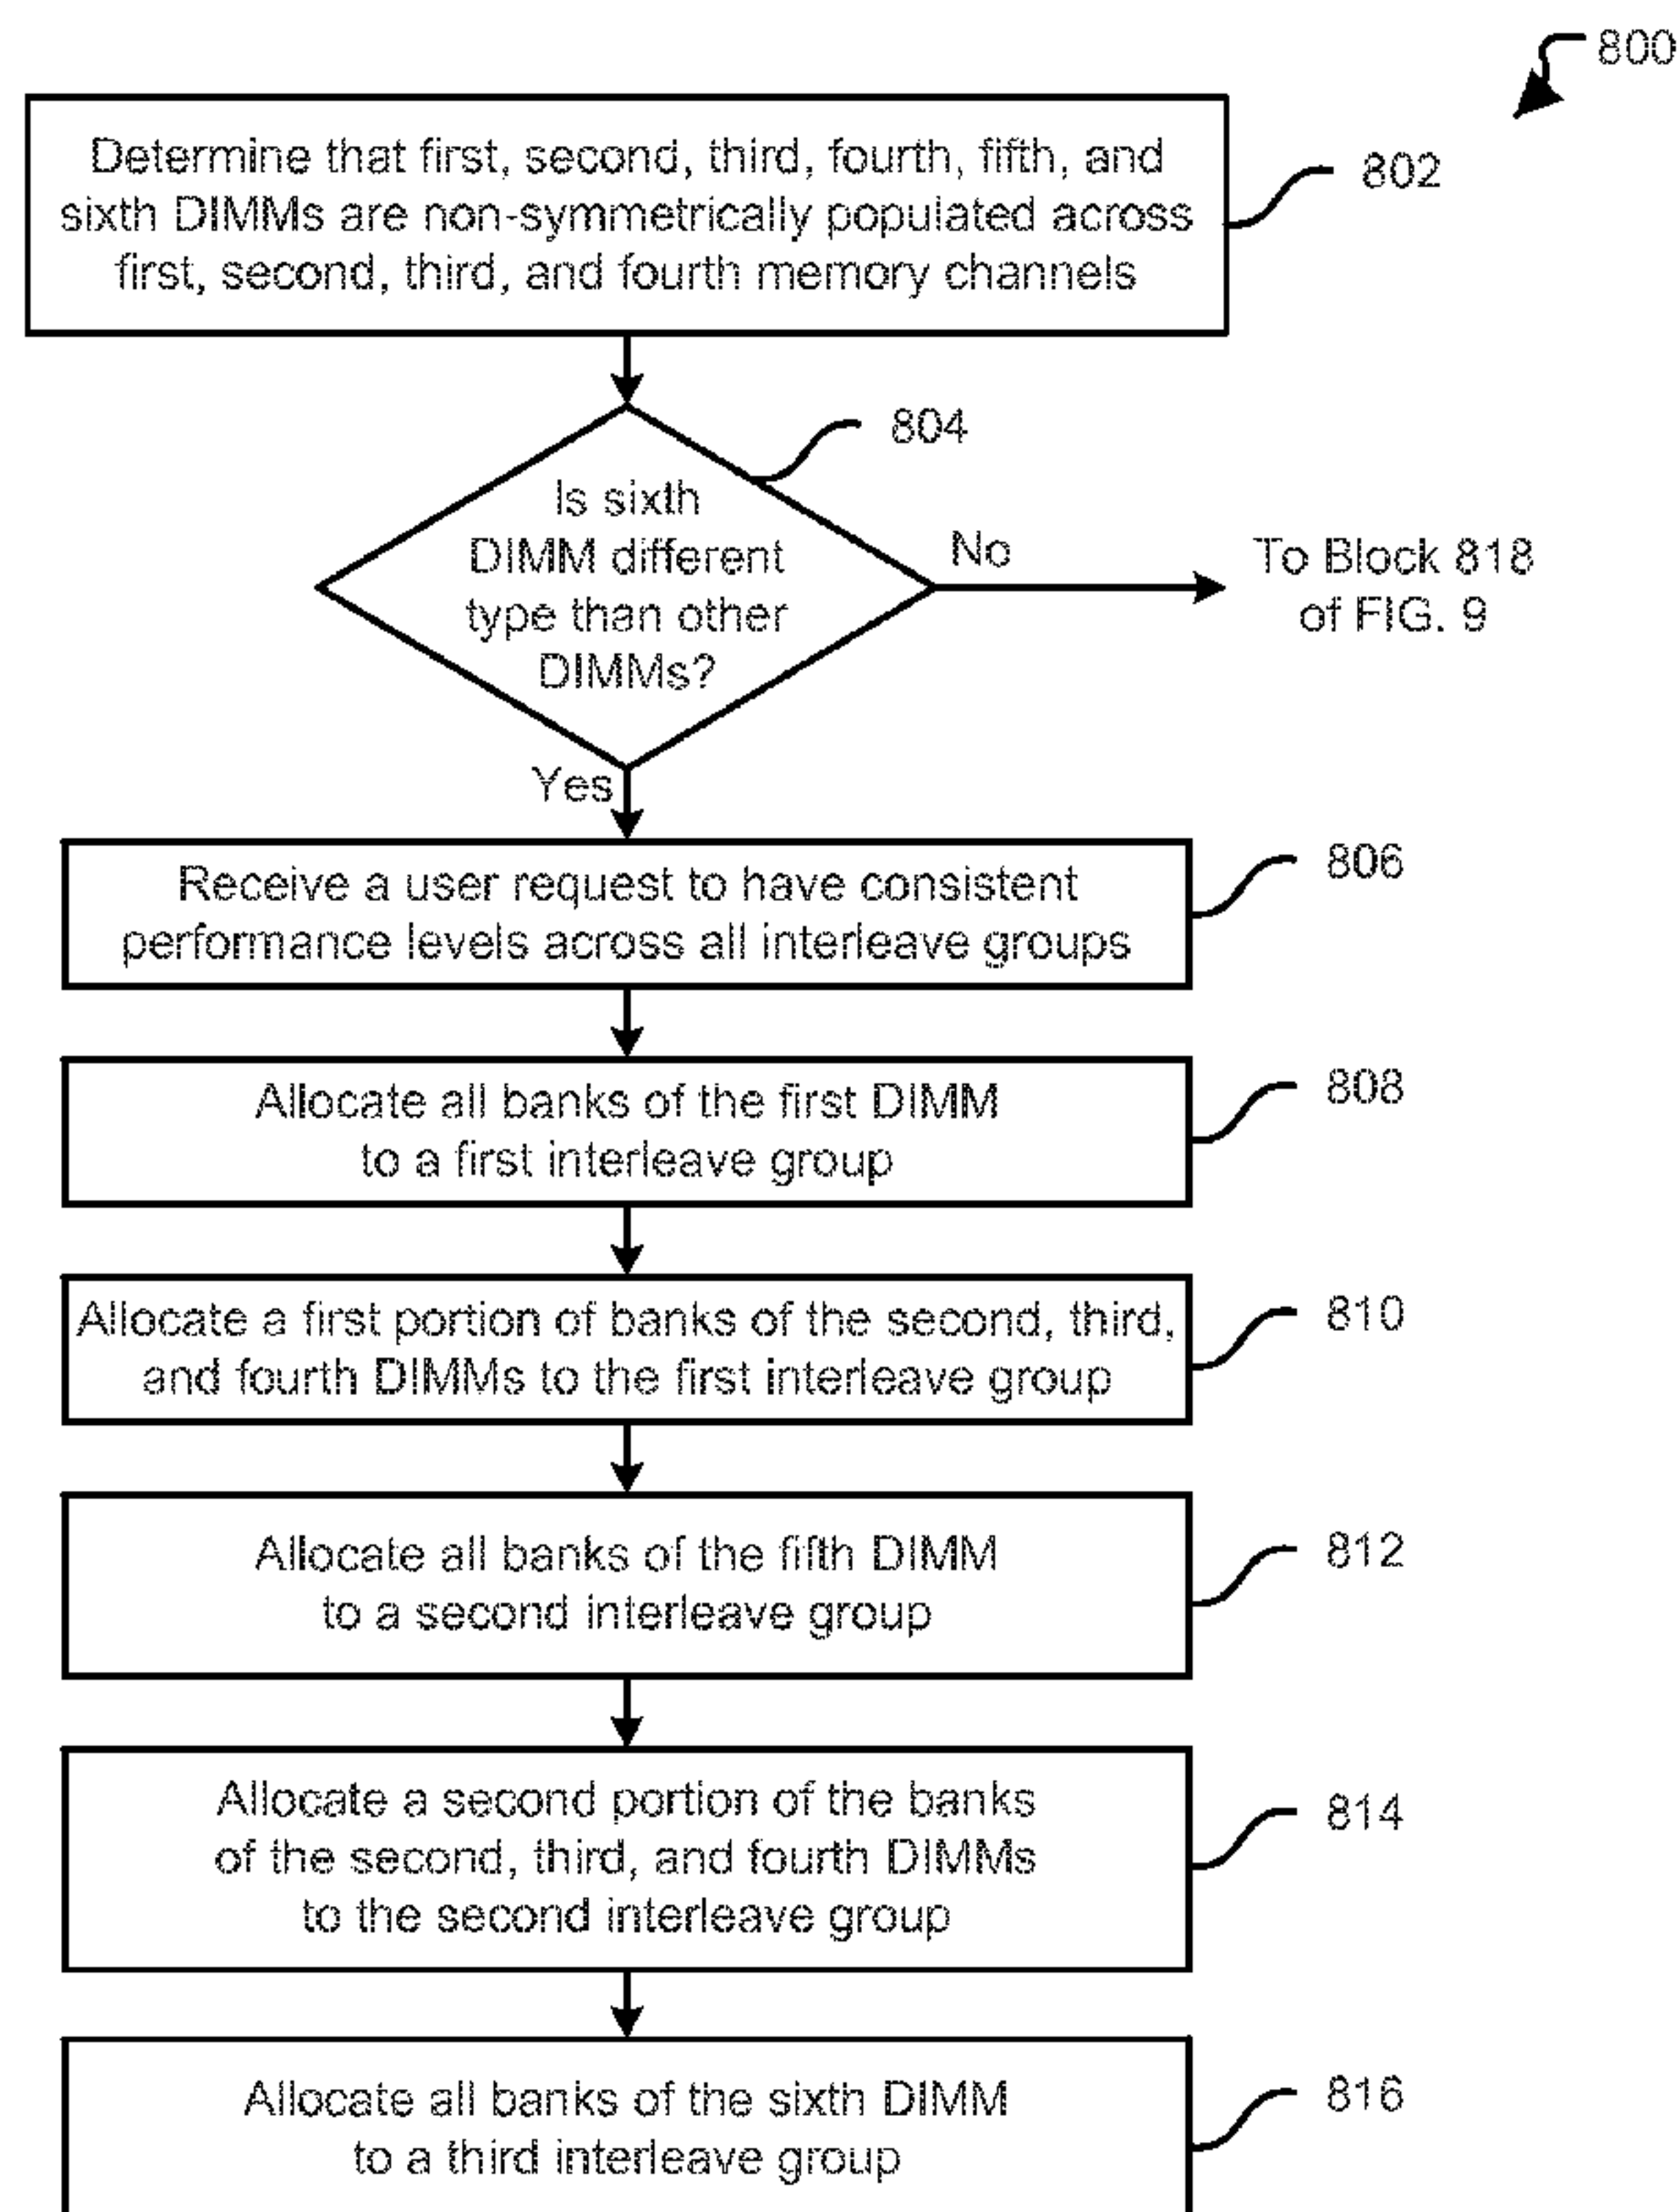 800
Determine that first, second, third, fourth, fifth, and
sixth DIMMs are non-symmetrically populated across
first, second, third, and fourth memory channels
802
804
Is sixth
DIMM different
type than other
DIMMs?
No
To Block 818
of FIG. 9
Yes
Receive a user request to have consistent
performance levels across all interleave groups
806
Allocate all banks of the first DIMM
to a first interleave group
808
Allocate a first portion of banks of the second, third,
and fourth DIMMs to the first interleave group
810
Allocate all banks of the fifth DIMM
to a second interleave group
812
Allocate a second portion of the banks
of the second, third, and fourth DIMMs
to the second interleave group
814
Allocate all banks of the sixth DIMM
to a third interleave group
816